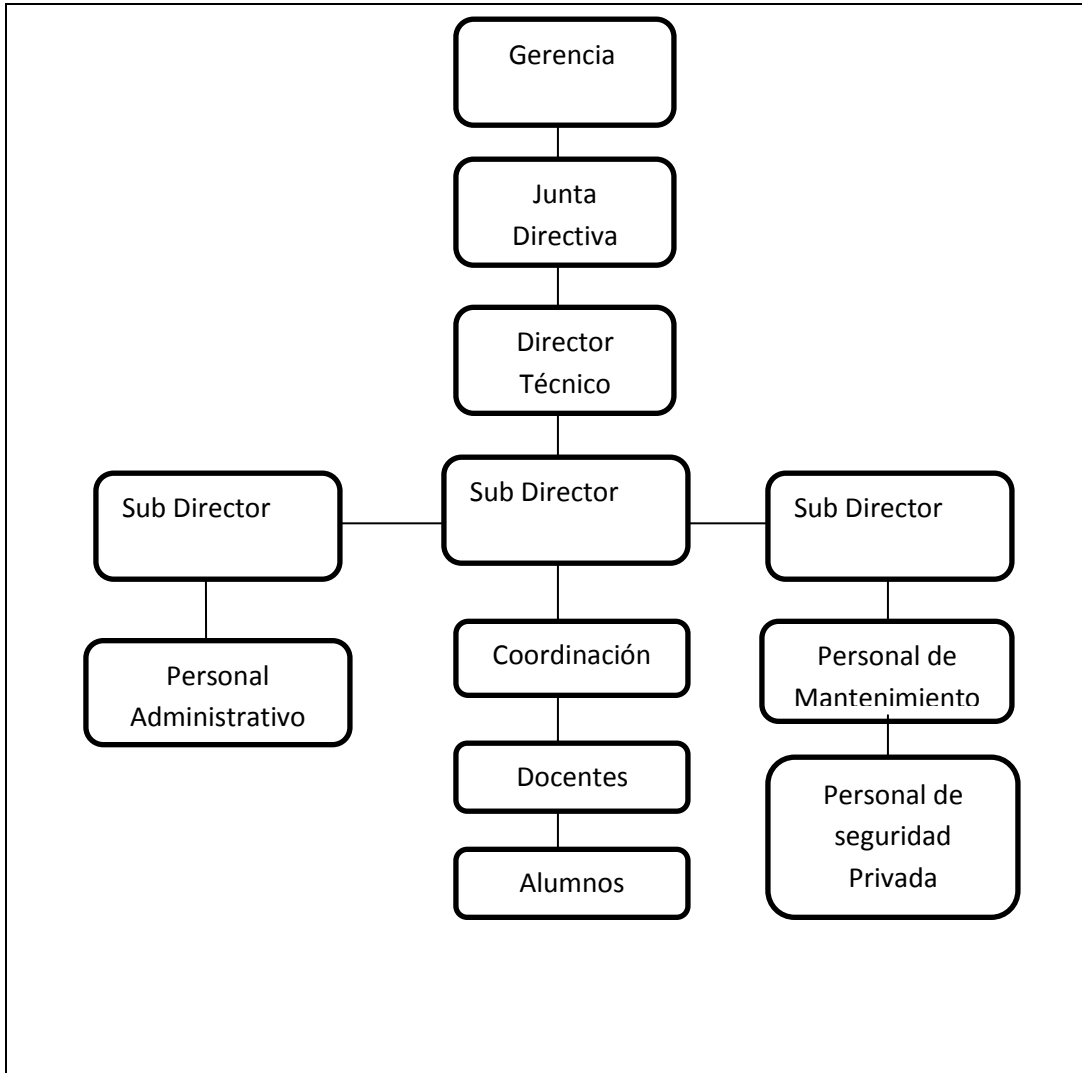 Gerencia
Junta
Directiva
Director
Técnico
Sub Director
Sub Director
Sub Director
Personal
Administrativo
Coordinación
Docentes
Alumnos
Personal de
Mantenimiento
Personal de
seguridad
Privada